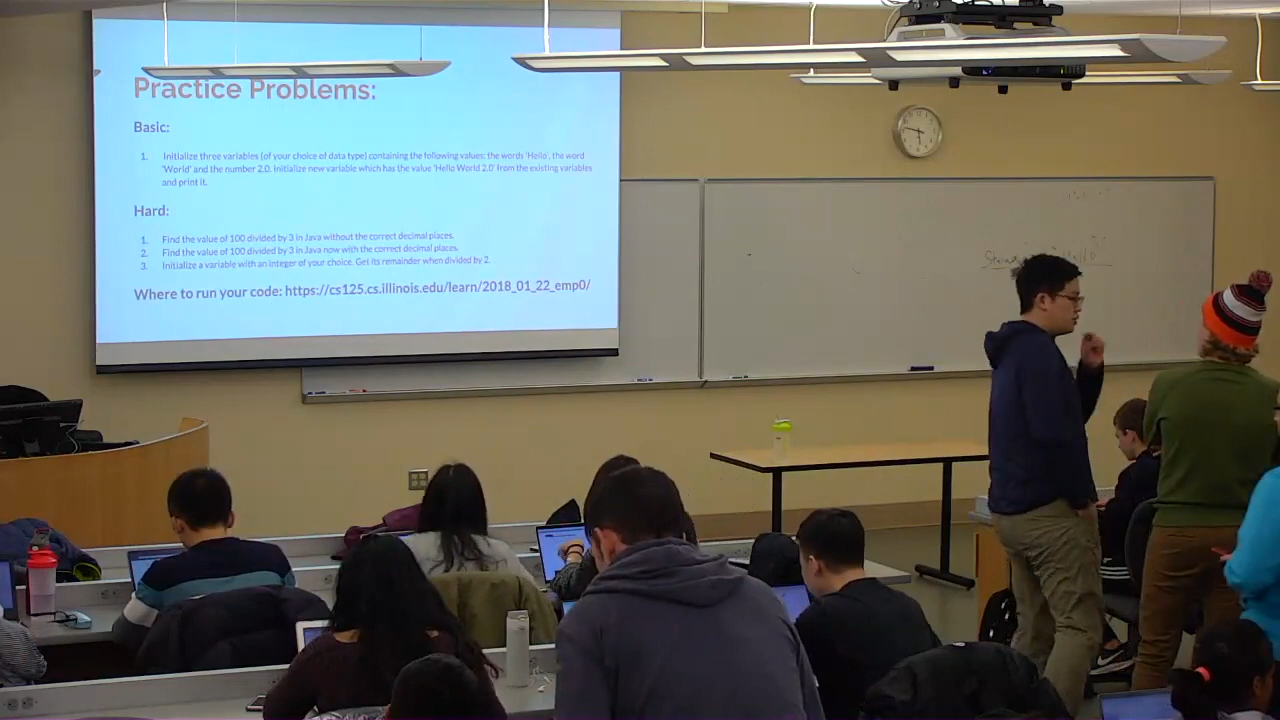 Practice Problems:
Basic:
1. Initialize three variables (of your choice of data type) containing the following values: the words 'Hello', the word
'World' and the number 2.0. Initialize new variable which has the value 'Hello World 2.0' from the existing variables
and print it.
Hard:
1. Find the value of 100 divided by 3 in Java without the correct decimal places.
2. Find the value of 100 divided by 3 in Java now with the correct decimal places.
3. Initialize a variable with an integer of your choice. Get its remainder when divided by 2.
Where to run your code: https://cs125.cs.illinois.edu/learn/2018_01_22_emp0/